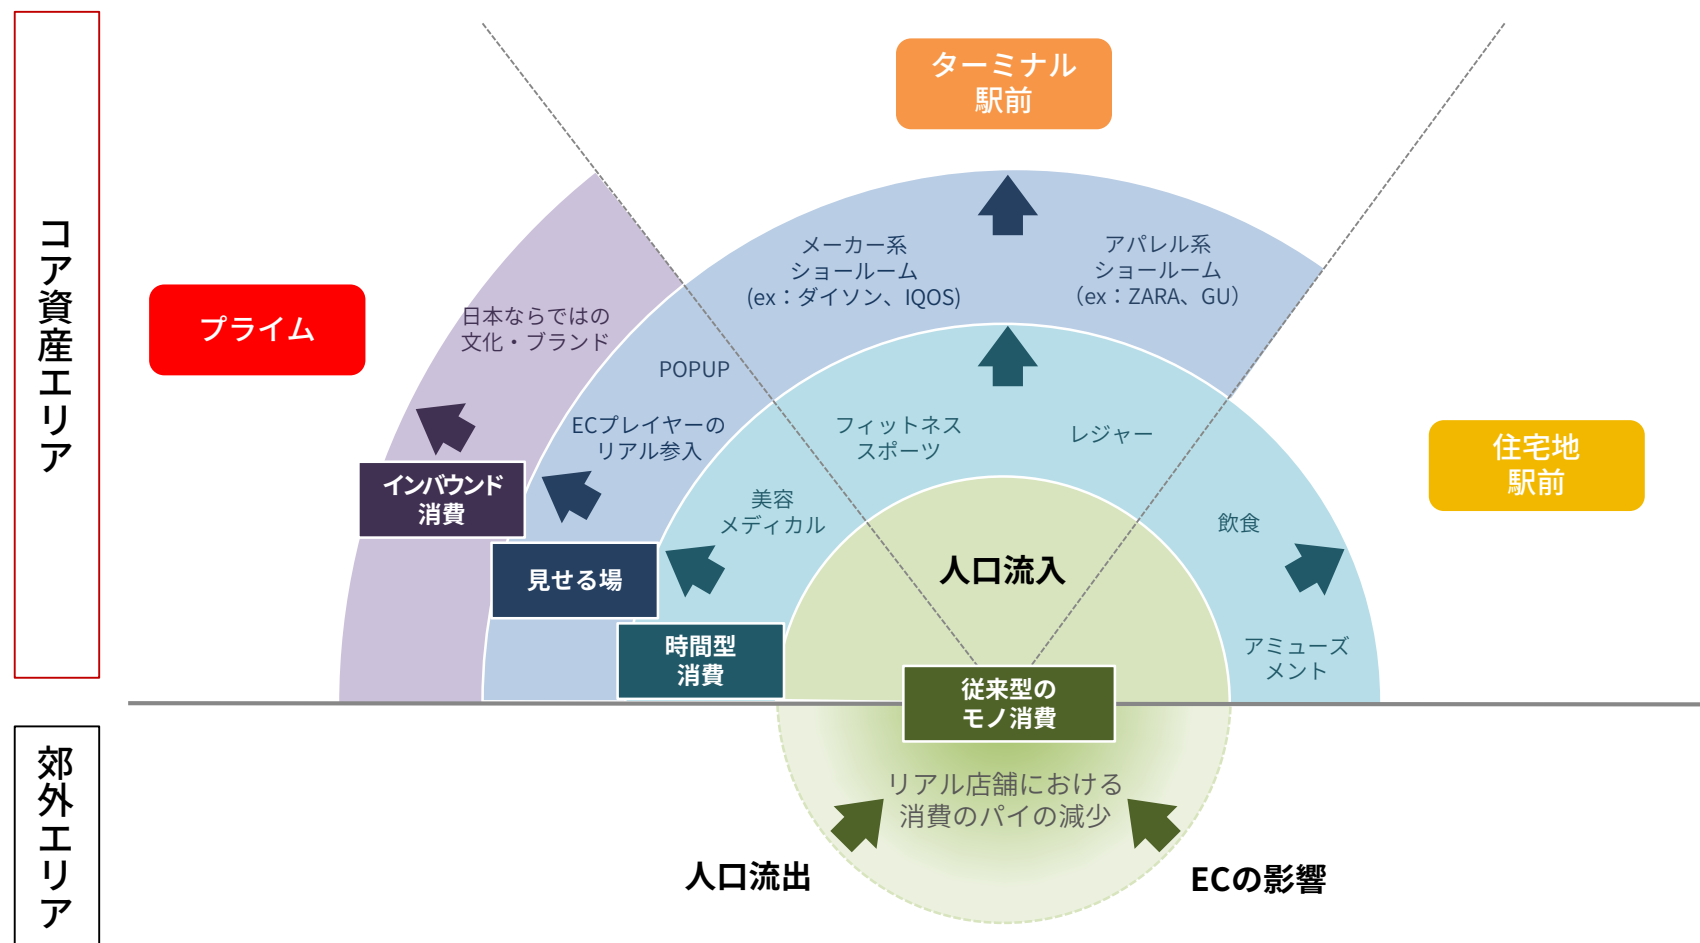 コア資産エリア
郊外エリア
ターミナル
駅前
プライム
住宅地
駅前
日本ならではの
文化・ブランド
メーカー系
ショールーム
(ex：ダイソン、IQOS)
アパレル系
ショールーム
（ex：ZARA、GU）
POPUP
ECプレイヤーの
リアル参入
フィットネス
スポーツ
レジャー
美容
メディカル
飲食
アミューズ
メント
インバウンド
消費
見せる場
時間型
消費
人口流入
従来型の
モノ消費
リアル店舗における
消費のパイの減少
人口流出
ECの影響